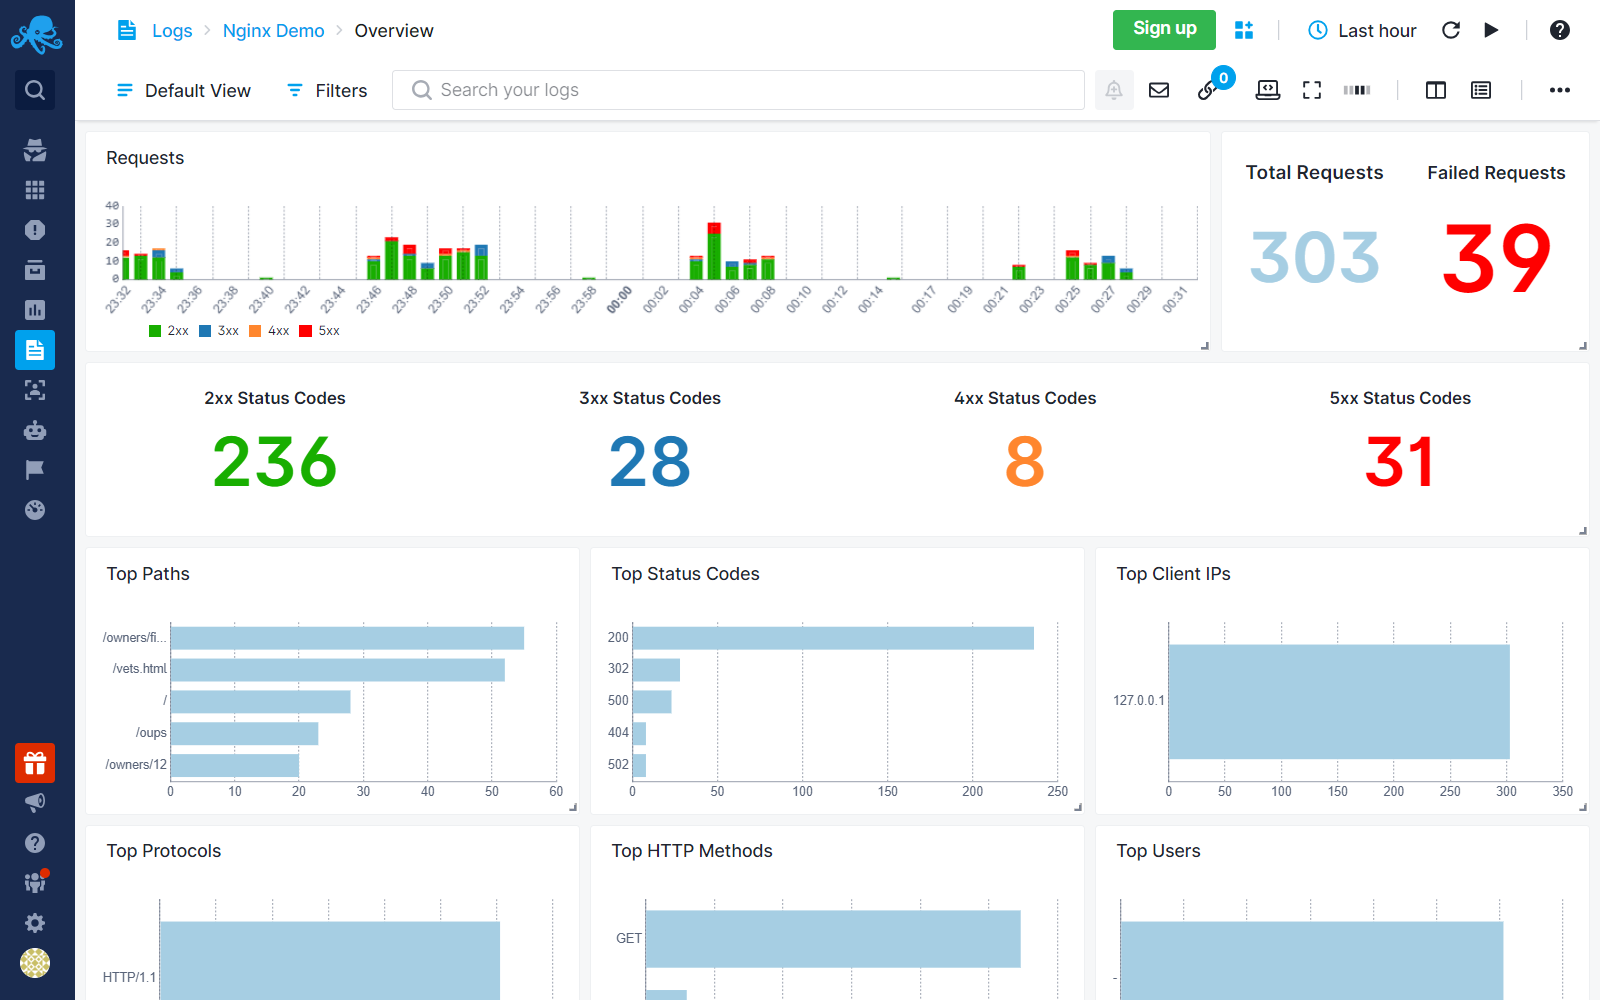 Logs > Nginx Demo > Overview
Sign up
Last hour
Default View
Filters
Search your logs
0
Requests
40
30
20
10
0
23:32 23:34 23:36 23:38 23:40 23:42 23:44 23:46 23:48 23:50 23:52 23:54 23:56 23:58 00:00 00:02 00:04 00:06 00:08 00:10 00:12 00:14 00:17 00:19 00:21 00:23 00:25 00:27 00:29 00:31
2xx 3xx 4xx 5xx
Total Requests
303
Failed Requests
39
2xx Status Codes
236
3xx Status Codes
28
4xx Status Codes
8
5xx Status Codes
31
Top Paths
/owners/fi...
/vets.html
/
/oups
/owners/12
0 10 20 30 40 50 60
Top Status Codes
200
302
500
404
502
0 50 100 150 200 250
Top Client IPs
127.0.0.1
0 50 100 150 200 250 300 350
Top Protocols
HTTP/1.1
Top HTTP Methods
GET
Top Users
-